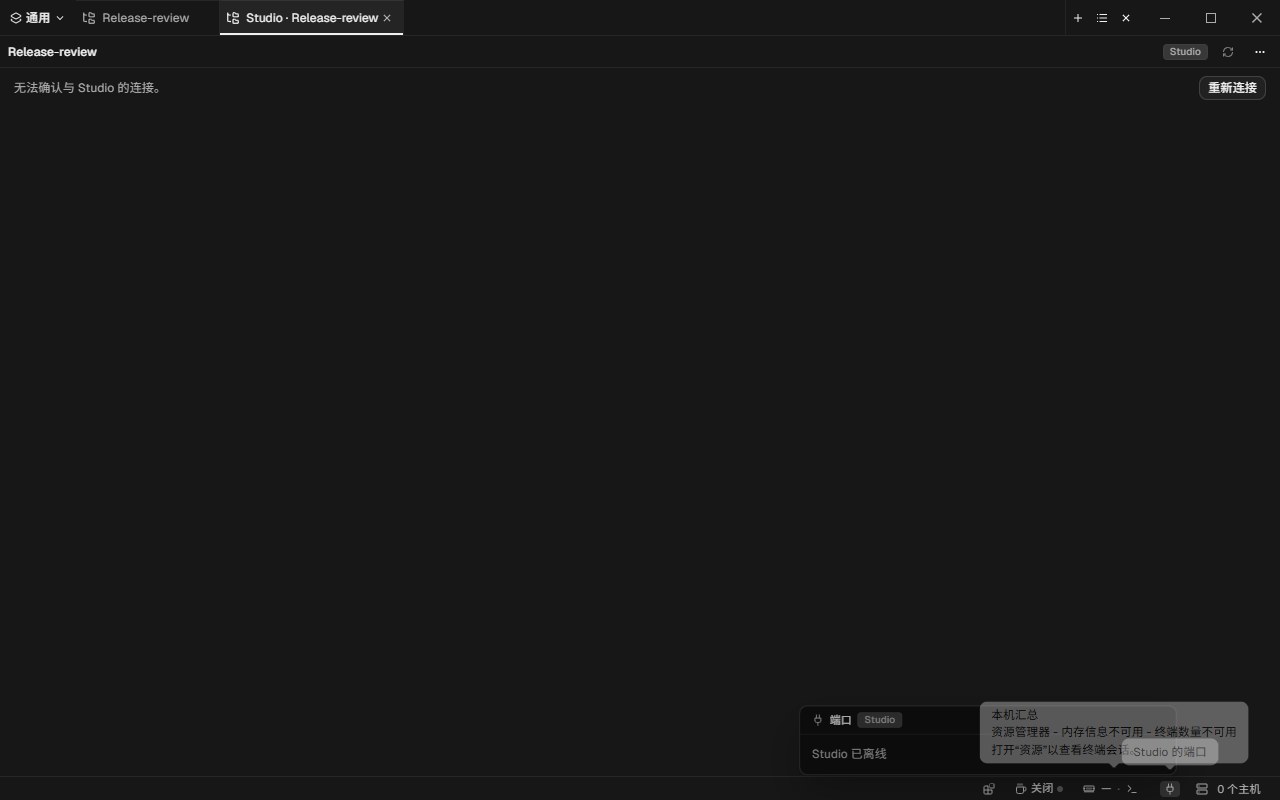 通用
Release-review
Studio · Release-review
Release-review
Studio
无法确认与 Studio 的连接。
重新连接
端口
Studio
Studio 已离线
本机汇总
资源管理器 - 内存信息不可用 - 终端数量不可用
打开“资源”以查看终端会话。
Studio 的端口
关闭
0 个主机